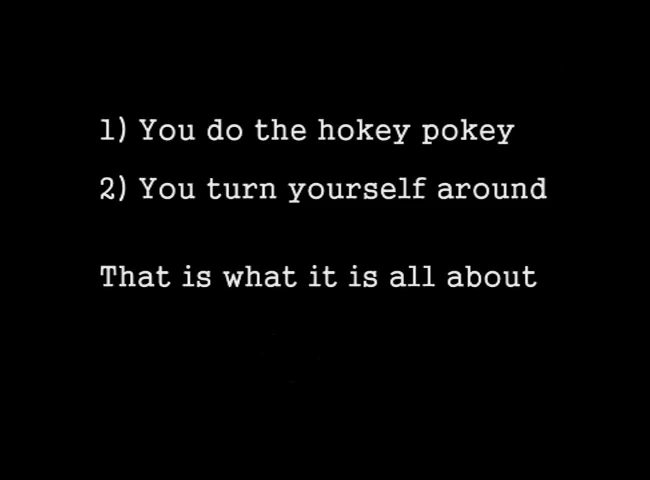 1) You do the hokey pokey
2) You turn yourself around
That is what it is all about